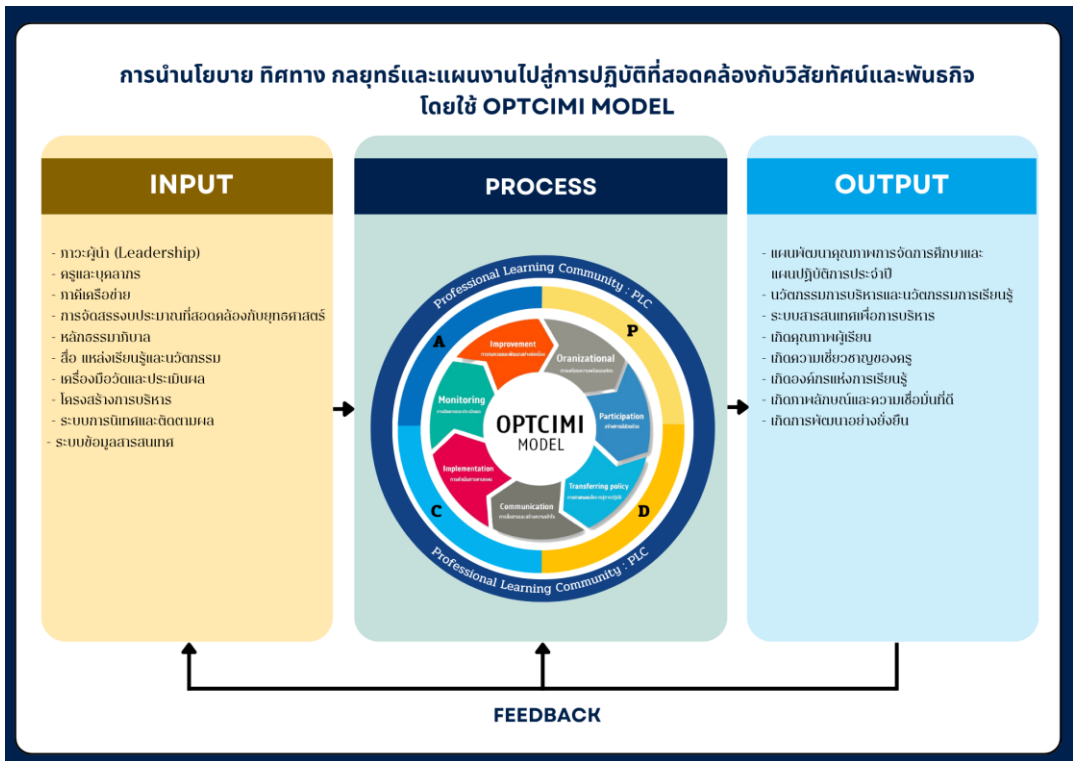 การนำนโยบาย ทิศทาง กลยุทธ์และแผนงานไปสู่การปฏิบัติที่สอดคล้องกับวิสัยทัศน์และพันธกิจ
โดยใช้ OPTCIMI MODEL
INPUT
- ภาวะผู้นำ (Leadership)
- ครูและบุคลากร
- ภาคีเครือข่าย
- การจัดสรรงบประมาณที่สอดคล้องกับยุทธศาสตร์
- หลักธรรมาภิบาล
- สื่อ แหล่งเรียนรู้และนวัตกรรม
- เครื่องมือวัดและประเมินผล
- โครงสร้างการบริหาร
- ระบบการนิเทศและติดตามผล
- ระบบข้อมูลสารสนเทศ
PROCESS
Professional Learning Community : PLC
A
P
Improvement
Oranizational
Monitoring
Participation
OPTCIMI
MODEL
Implementation
Transferring policy
Communication
C
D
Professional Learning Community : PLC
OUTPUT
- แผนพัฒนาคุณภาพการจัดการศึกษาและ
แผนปฏิบัติการประจำปี
- นวัตกรรมการบริหารและนวัตกรรมการเรียนรู้
- ระบบสารสนเทศเพื่อการบริหาร
- เกิดคุณภาพผู้เรียน
- เกิดความเชี่ยวชาญของครู
- เกิดองค์กรแห่งการเรียนรู้
- เกิดภาพลักษณ์และความเชื่อมั่นที่ดี
- เกิดการพัฒนาอย่างยั่งยืน
FEEDBACK